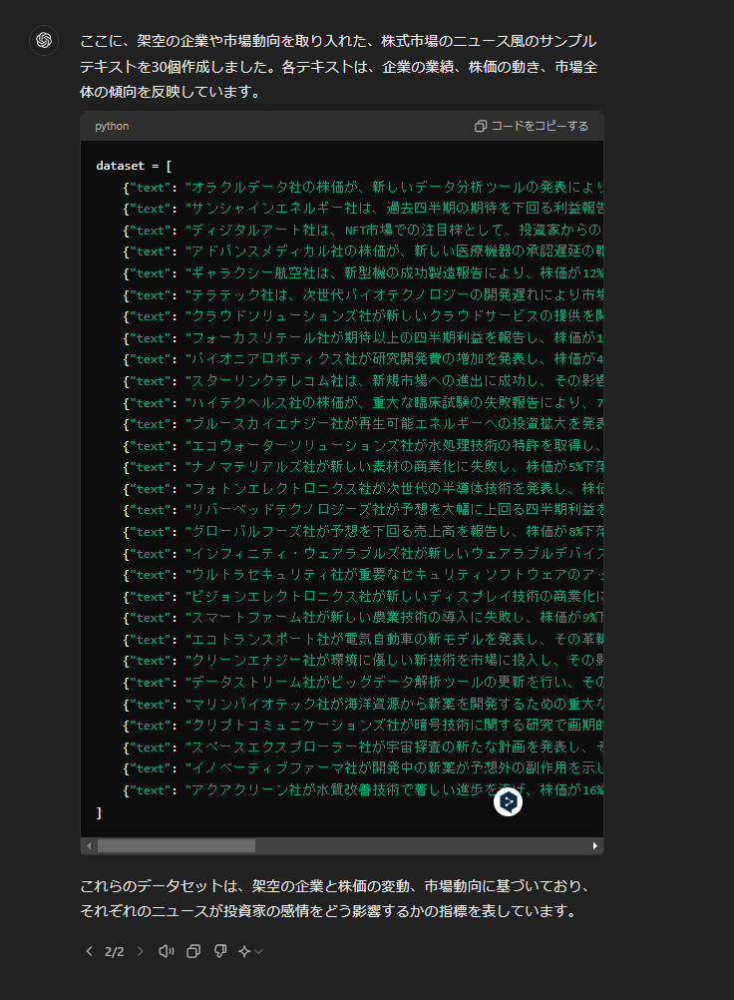 ここに、架空の企業や市場動向を取り入れた、株式市場のニュース風のサンプル
テキストを30個作成しました。各テキストは、企業の業績、株価の動き、市場全
体の傾向を反映しています。
python
コードをコピーする
dataset = [
{"text": "オラクルデータ社の株価が、新しいデータ分析ツールの発表により
{"text": "サンシャインエネルギー社は、過去四半期の期待を下回る利益報告
{"text": "ディジタルアート社は、NFT市場での注目株として、投資家からの
{"text": "アドバンスメディカル社の株価が、新しい医療機器の承認遅延の報
{"text": "ギャラクシー航空社は、新型機の成功製造報告により、株価が12%
{"text": "テラテック社は、次世代バイオテクノロジーの開発遅れにより市場
{"text": "クラウドソリューションズ社が新しいクラウドサービスの提供を開
{"text": "フォーカスリテール社が期待以上の四半期利益を報告し、株価が1
{"text": "パイオニアロボティクス社が研究開発費の増加を発表し、株価が4
{"text": "スターリンクテレコム社は、新規市場への進出に成功し、その影響
{"text": "ハイテクヘルス社の株価が、重大な臨床試験の失敗報告により、7
{"text": "ブルースカイエナジー社が再生可能エネルギーへの投資拡大を発表
{"text": "エコウォーターソリューションズ社が水処理技術の特許を取得し、
{"text": "ナノマテリアルズ社が新しい素材の商業化に失敗し、株価が5%下落
{"text": "フォトンエレクトロニクス社が次世代の半導体技術を発表し、株価
{"text": "リバーベッドテクノロジーズ社が予想を大幅に上回る四半期利益を
{"text": "グローバルフーズ社が予想を下回る売上高を報告し、株価が8%下落
{"text": "インフィニティ・ウェアラブルズ社が新しいウェアラブルデバイス
{"text": "ウルトラセキュリティ社が重要なセキュリティソフトウェアのアッ
{"text": "ビジョンエレクトロニクス社が新しいディスプレイ技術の商業化に
{"text": "スマートファーム社が新しい農業技術の導入に失敗し、株価が9%下
{"text": "エコトランスポート社が電気自動車の新モデルを発表し、その革新
{"text": "クリーンエナジー社が環境に優しい新技術を市場に投入し、その影
{"text": "データストリーム社がビッグデータ解析ツールの更新を行い、その
{"text": "マリンバイオテック社が海洋資源から新薬を開発するための重大な
{"text": "クリプトコミュニケーションズ社が暗号技術に関する研究で画期的
{"text": "スペースエクスプローラー社が宇宙探査の新たな計画を発表し、そ
{"text": "イノベーティブファーマ社が開発中の新薬が予想外の副作用を示し
{"text": "アクアクリーン社が水質改善技術で著しい進歩を遂げ、株価が16%
]
これらのデータセットは、架空の企業と株価の変動、市場動向に基づいており、
それぞれのニュースが投資家の感情をどう影響するかの指標を表しています。
2/2